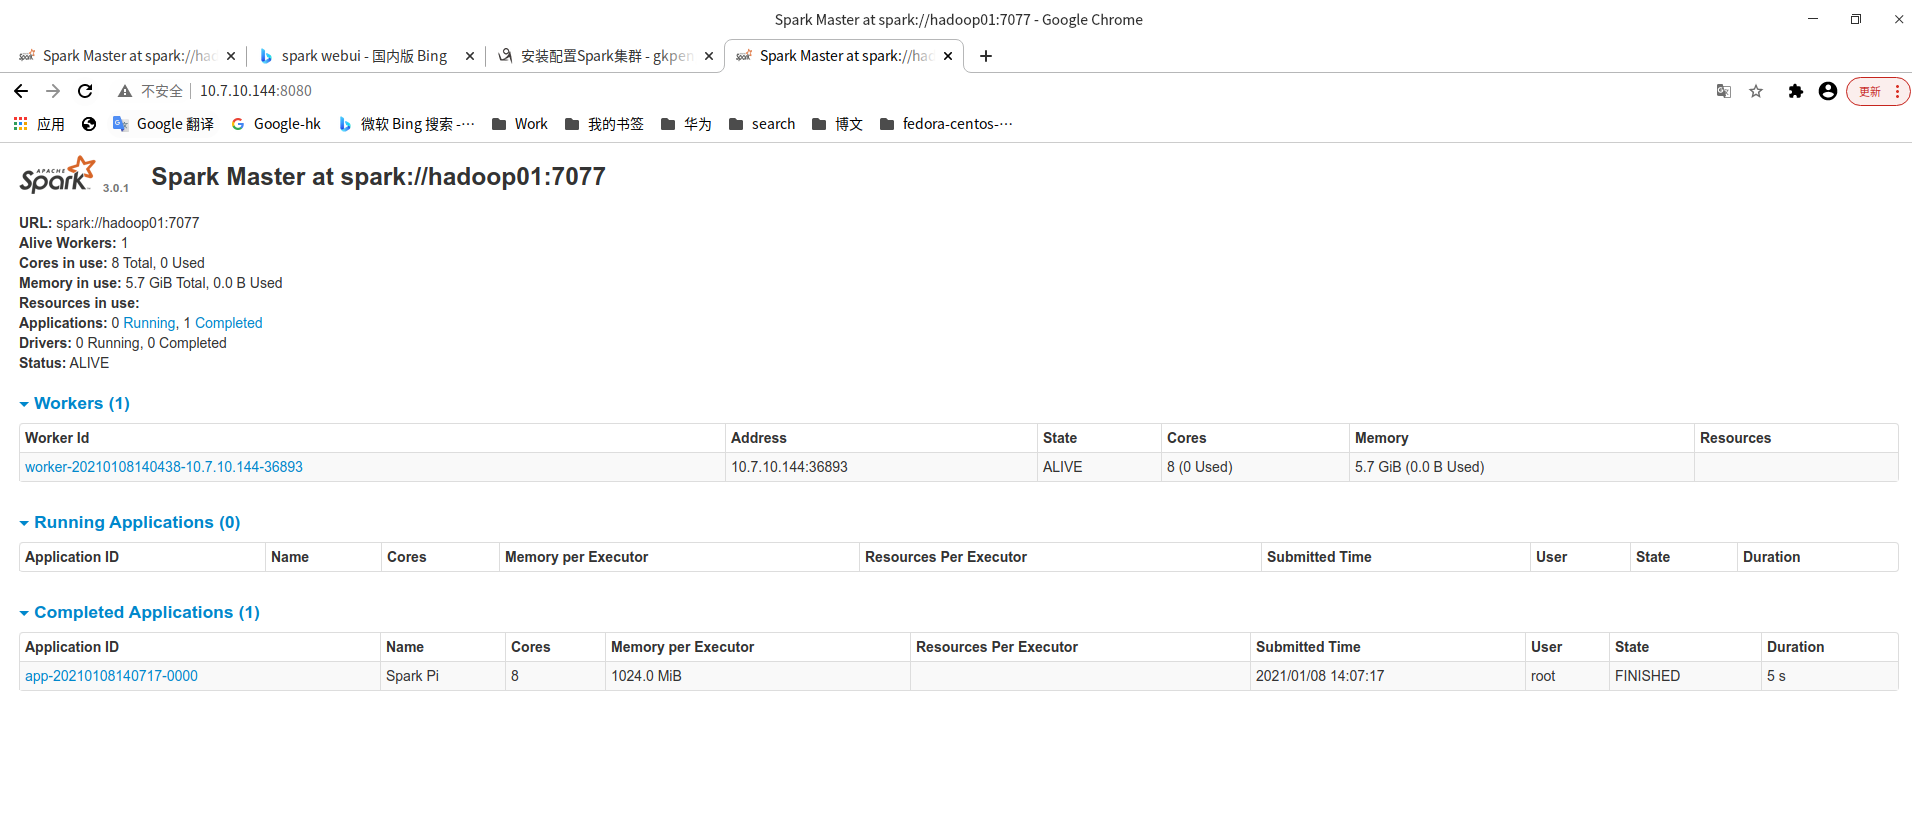 Spark Master at spark://hadoop01:7077 - Google Chrome
Spark Master at spark://hado
spark webui - 国内版 Bing
安装配置Spark集群 - gkpen
Spark Master at spark://hado
不安全 10.7.10.144:8080
更新
应用 Google 翻译 Google-hk 微软 Bing 搜索 -··· Work 我的书签 华为 search 博文 fedora-centos-···
APACHE Spark 3.0.1 Spark Master at spark://hadoop01:7077
URL: spark://hadoop01:7077
Alive Workers: 1
Cores in use: 8 Total, 0 Used
Memory in use: 5.7 GiB Total, 0.0 B Used
Resources in use:
Applications: 0 Running, 1 Completed
Drivers: 0 Running, 0 Completed
Status: ALIVE
Workers (1)
Worker Id Address State Cores Memory Resources
worker-20210108140438-10.7.10.144-36893 10.7.10.144:36893 ALIVE 8 (0 Used) 5.7 GiB (0.0 B Used)
Running Applications (0)
Application ID Name Cores Memory per Executor Resources Per Executor Submitted Time User State Duration
Completed Applications (1)
Application ID Name Cores Memory per Executor Resources Per Executor Submitted Time User State Duration
app-20210108140717-0000 Spark Pi 8 1024.0 MiB 2021/01/08 14:07:17 root FINISHED 5 s